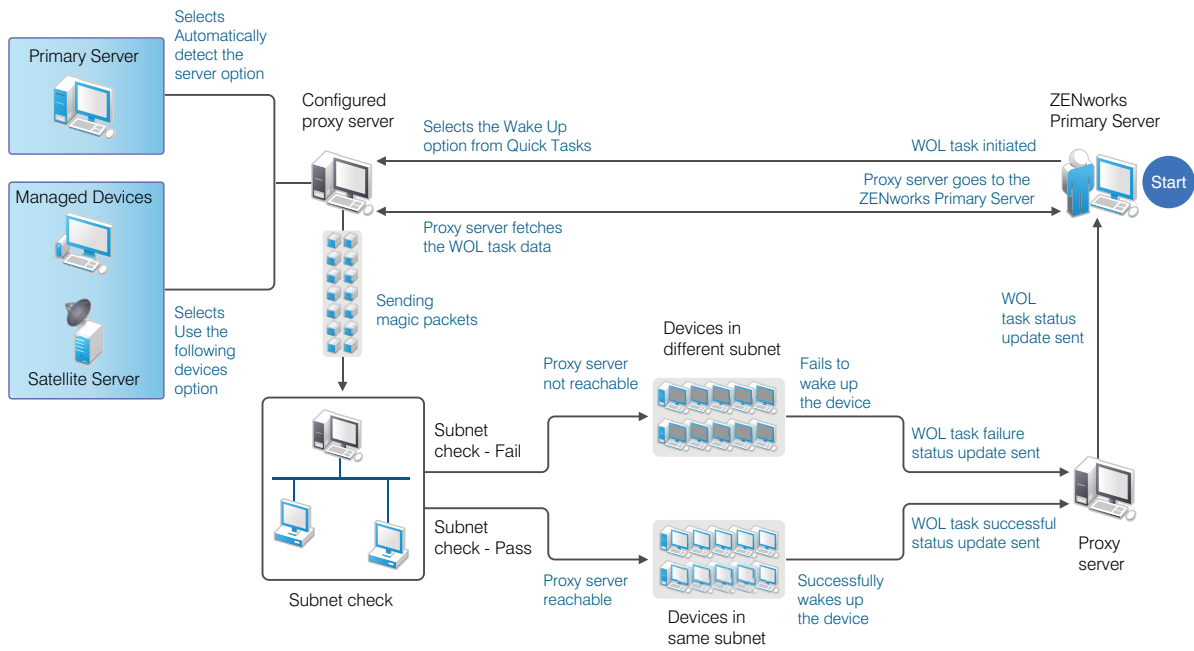 Selects
Automatically
detect the
server option
Primary Server
Configured
proxy server
ZENworks
Primary Server
Selects the Wake Up
option from Quick Tasks
WOL task initiated
Start
Managed Devices
Proxy server goes to the
ZENworks Primary Server
Proxy server fetches
the WOL task data
Sending
magic packets
Selects
Use the
following
devices
option
Satellite Server
WOL
task status
update sent
Devices in
different subnet
Proxy server
not reachable
Fails to
wake up
the device
Subnet
check - Fail
WOL task failure
status update sent
Subnet
check - Pass
WOL task successful
status update sent
Proxy
server
Proxy server
reachable
Successfully
wakes up
the device
Subnet check
Devices in
same subnet